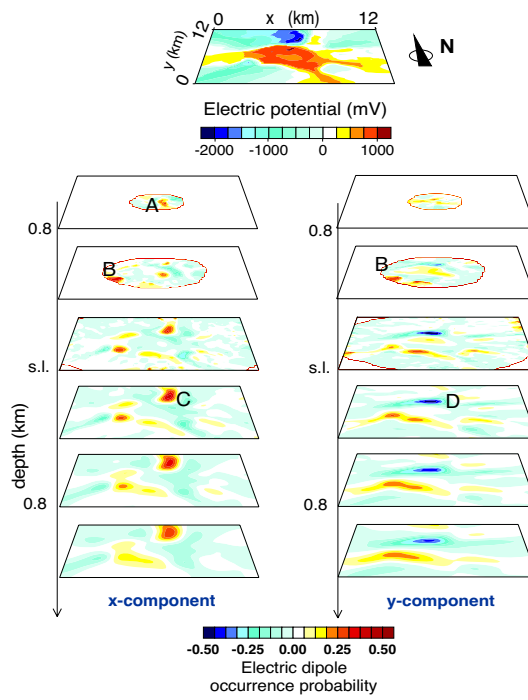 0 x (km) 12
12
y (km)
0
N
Electric potential (mV)
-2000 -1000 0 1000
A
0.8
0.8
B
B
s.l.
s.l.
C
D
depth (km)
0.8
0.8
x-component
y-component
-0.50 -0.25 0.00 0.25 0.50
Electric dipole
occurrence probability